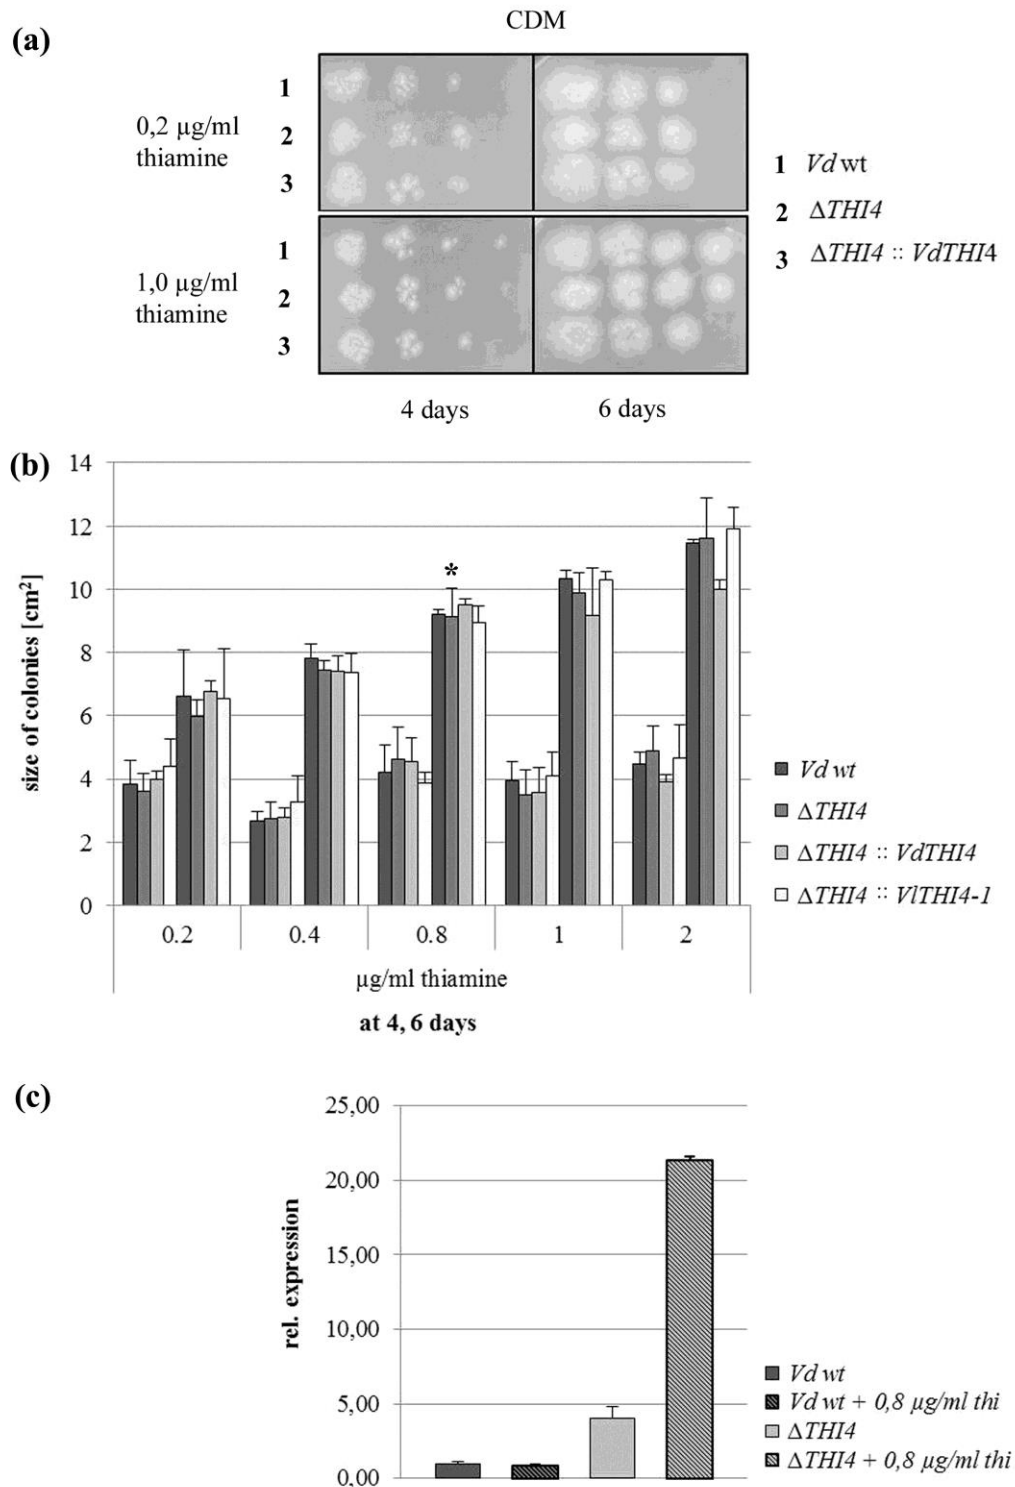 (a)
CDM
0,2 µg/ml
thiamine
1
2
3
1,0 µg/ml
thiamine
1
2
3
4 days
6 days
1 Vd wt
2 ΔTHI4
3 ΔTHI4 :: VdTHI4
(b)
size of colonies [cm²]
14
12
10
8
6
4
2
0
*
0.2 0.4 0.8 1 2
µg/ml thiamine
at 4, 6 days
Vd wt
ΔTHI4
ΔTHI4 :: VdTHI4
ΔTHI4 :: VlTHI4-1
(c)
rel. expression
25,00
20,00
15,00
10,00
5,00
0,00
Vd wt
Vd wt + 0,8 µg/ml thi
ΔTHI4
ΔTHI4 + 0,8 µg/ml thi